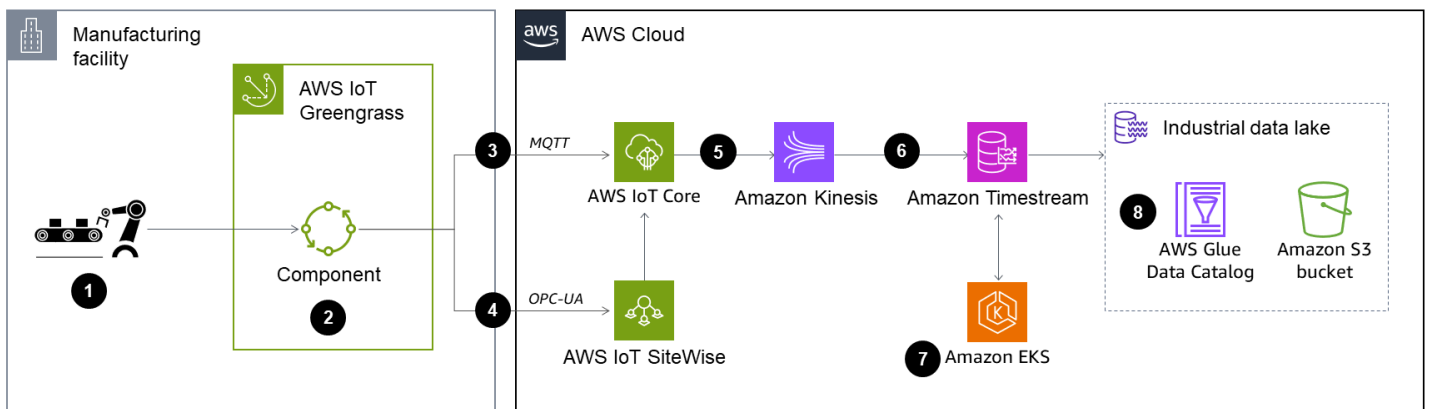 Manufacturing
facility
AWS IoT
Greengrass
Component
1
2
3
4
aws
AWS Cloud
MQTT
OPC-UA
AWS IoT Core
AWS IoT SiteWise
5
Amazon Kinesis
6
Amazon Timestream
K
7
Amazon EKS
Industrial data lake
8
AWS Glue
Data Catalog
Amazon S3
bucket